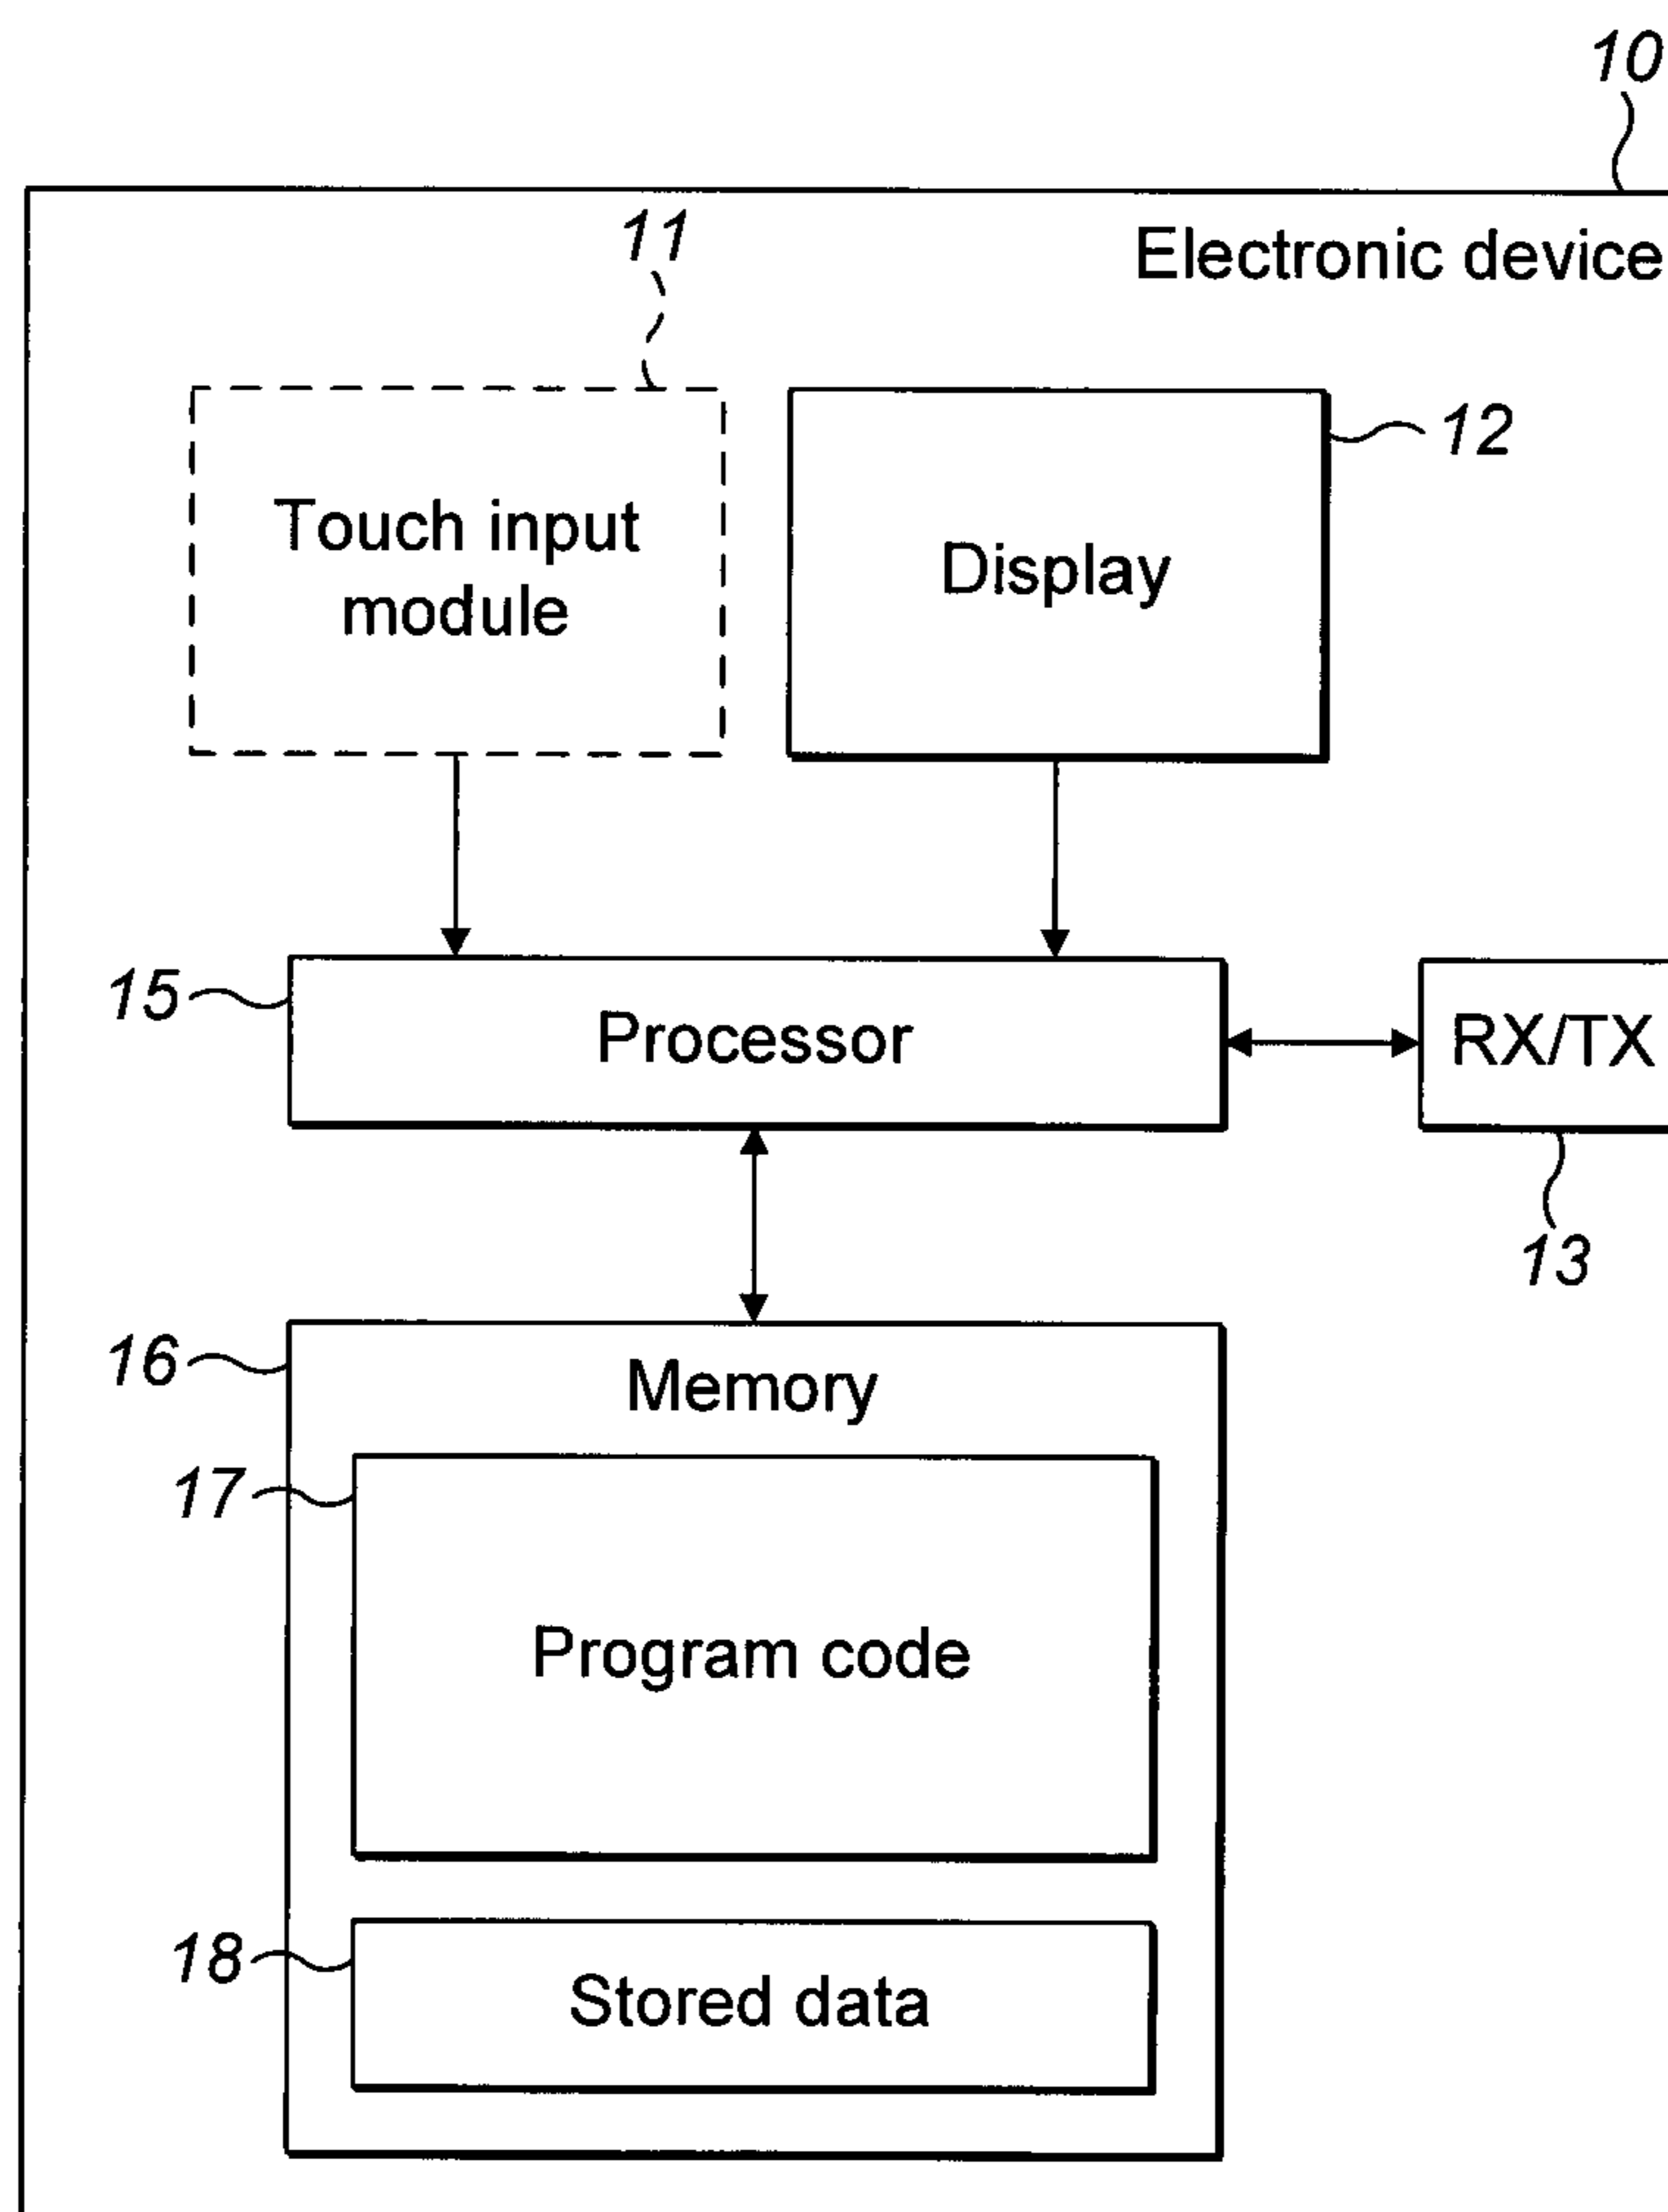 10
Electronic device
11
12
Touch input
module
Display
15
Processor
RX/TX
13
16
Memory
17
Program code
18
Stored data